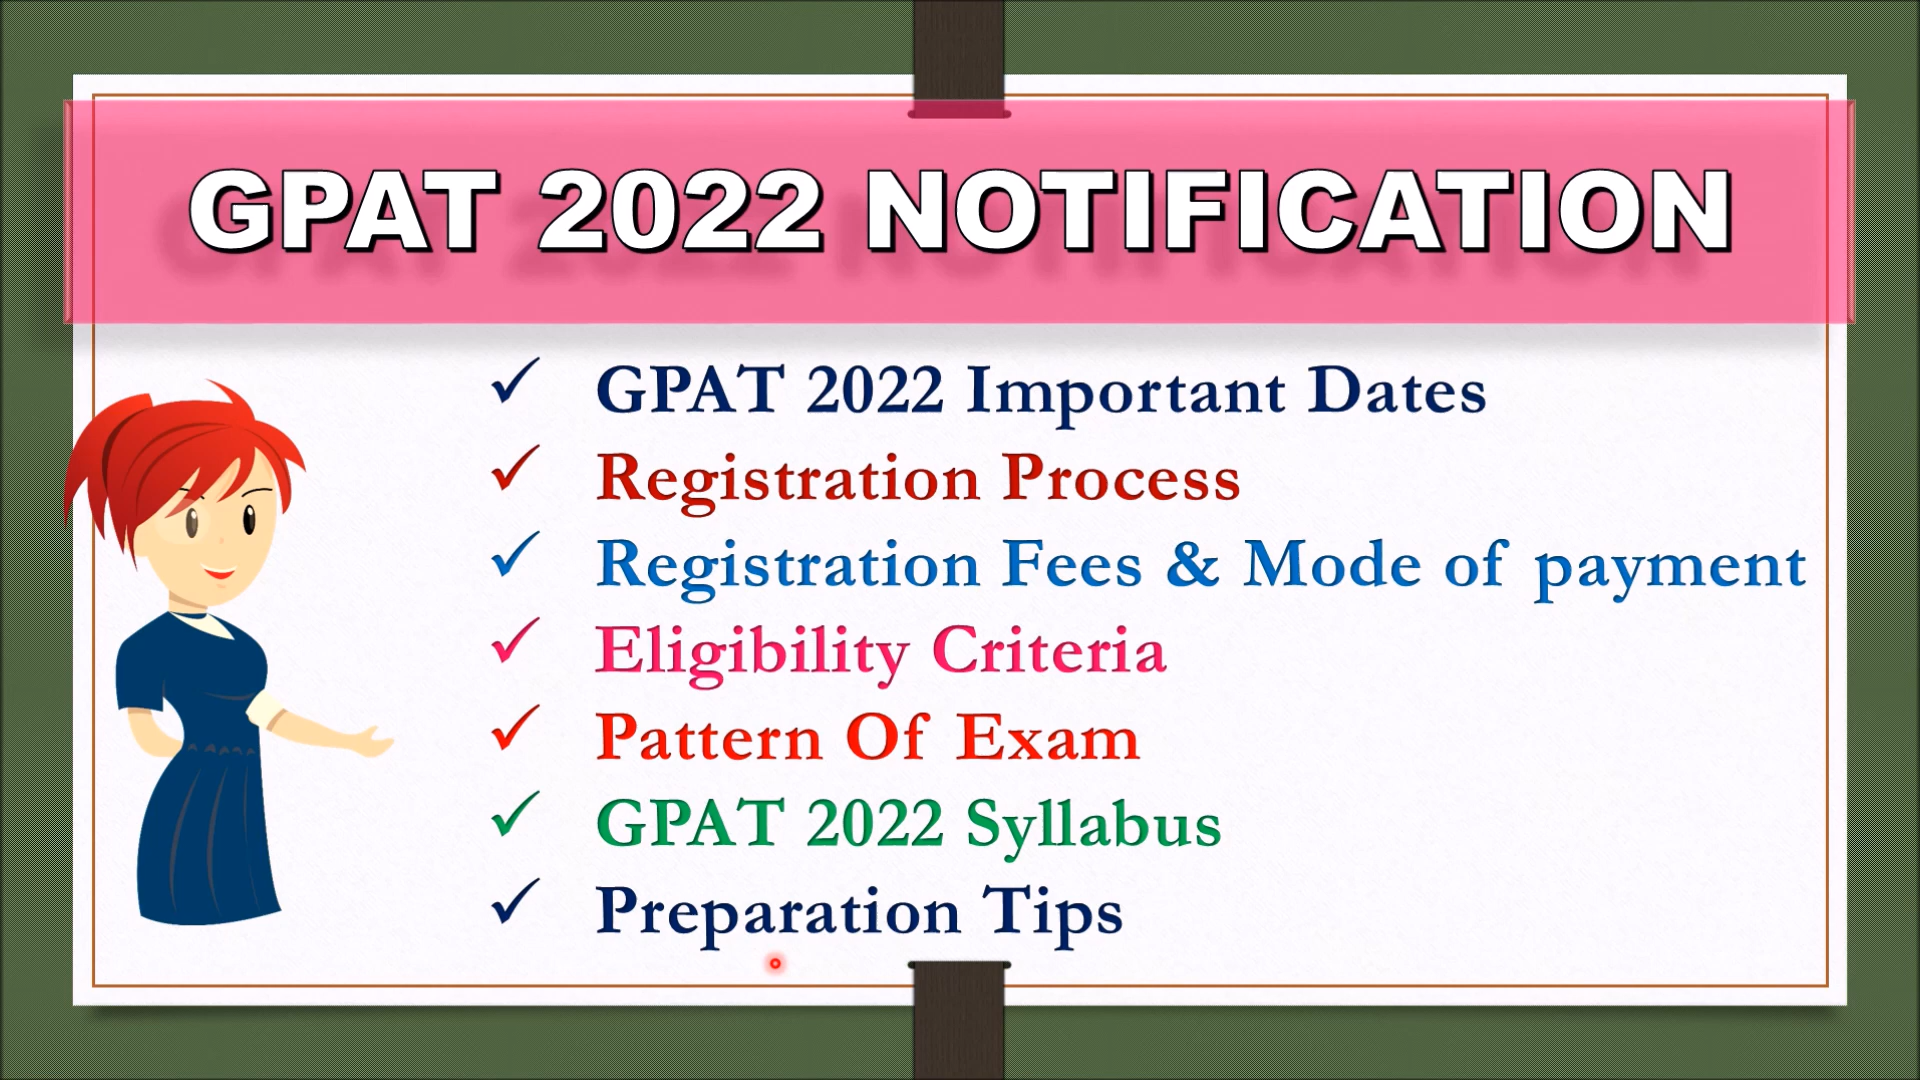 GPAT 2022 NOTIFICATION
GPAT 2022 Important Dates
Registration Process
Registration Fees & Mode of payment
Eligibility Criteria
Pattern Of Exam
GPAT 2022 Syllabus
Preparation Tips